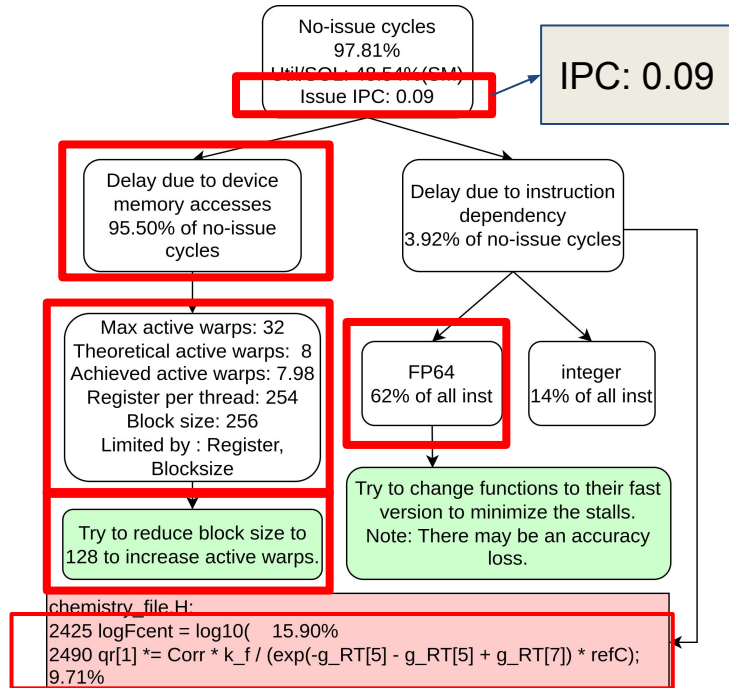 No-issue cycles
97.81%
Util/SOL: 48.54%(SM)
Issue IPC: 0.09
IPC: 0.09
Delay due to device
memory accesses
95.50% of no-issue
cycles
Delay due to instruction
dependency
3.92% of no-issue cycles
Max active warps: 32
Theoretical active warps:  8
Achieved active warps: 7.98
Register per thread: 254
Block size: 256
Limited by : Register,
Blocksize
FP64
62% of all inst
integer
14% of all inst
Try to reduce block size to
128 to increase active warps.
Try to change functions to their fast
version to minimize the stalls.
Note: There may be an accuracy
loss.
chemistry_file.H:
2425 logFcent = log10(    15.90%
2490 qr[1] *= Corr * k_f / (exp(-g_RT[5] - g_RT[5] + g_RT[7]) * refC);
9.71%